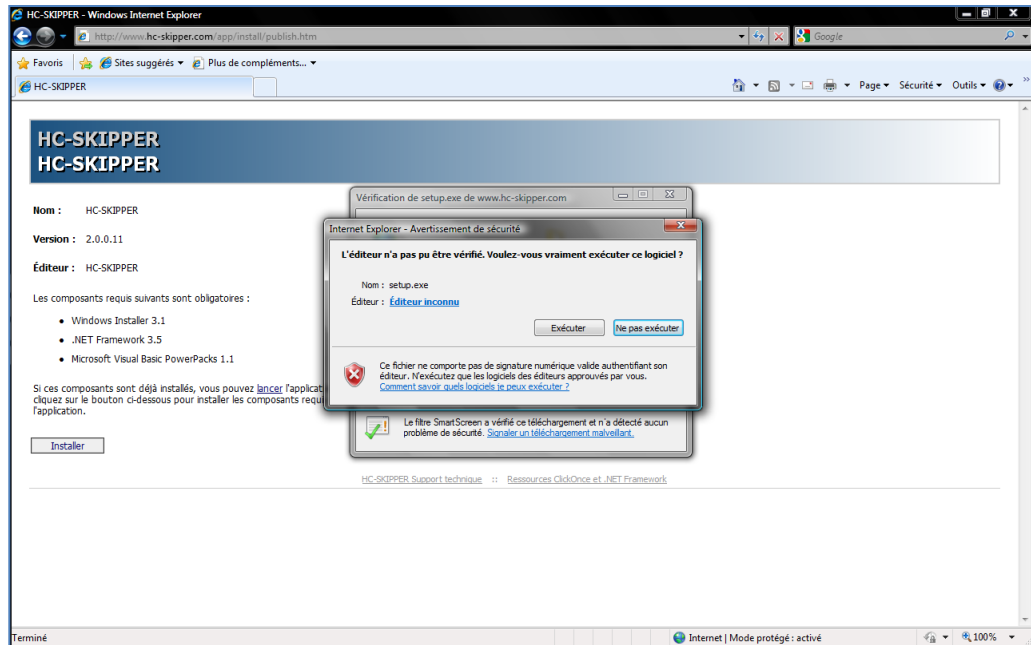 HC-SKIPPER - Windows Internet Explorer
http://www.hc-skipper.com/app/install/publish.htm
Google
Favoris
Sites suggérés
Plus de compléments...
HC-SKIPPER
Page
Sécurité
Outils
HC-SKIPPER
HC-SKIPPER
Nom : HC-SKIPPER
Version : 2.0.0.11
Éditeur : HC-SKIPPER
Les composants requis suivants sont obligatoires :
Windows Installer 3.1
.NET Framework 3.5
Microsoft Visual Basic PowerPacks 1.1
Si ces composants sont déjà installés, vous pouvez lancer l'applicat
cliquez sur le bouton ci-dessous pour installer les composants requi
l'application.
Installer
Vérification de setup.exe de www.hc-skipper.com
Internet Explorer - Avertissement de sécurité
L'éditeur n'a pas pu être vérifié. Voulez-vous vraiment exécuter ce logiciel ?
Nom : setup.exe
Éditeur : Éditeur inconnu
Exécuter
Ne pas exécuter
Ce fichier ne comporte pas de signature numérique valide authentifiant son
éditeur. N'exécutez que les logiciels des éditeurs approuvés par vous.
Comment savoir quels logiciels je peux exécuter ?
Le filtre SmartScreen a vérifié ce téléchargement et n'a détecté aucun
problème de sécurité. Signaler un téléchargement malveillant.
HC-SKIPPER Support technique :: Ressources ClickOnce et .NET Framework
Terminé
Internet | Mode protégé : activé
100%